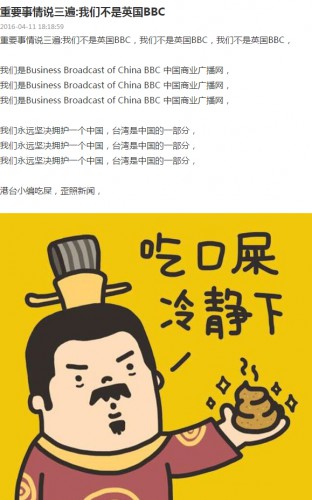 重要事情说三遍:我们不是英国BBC
2016-04-11 18:18:59
重要事情说三遍:我们不是英国BBC，我们不是英国BBC，我们不是英国BBC，
我们是Business Broadcast of China BBC 中国商业广播网，
我们是Business Broadcast of China BBC 中国商业广播网，
我们是Business Broadcast of China BBC 中国商业广播网，
我们永远坚决拥护一个中国，台湾是中国的一部分，
我们永远坚决拥护一个中国，台湾是中国的一部分，
我们永远坚决拥护一个中国，台湾是中国的一部分，
港台小编吃屎，歪照新闻，
吃口屎
冷静下